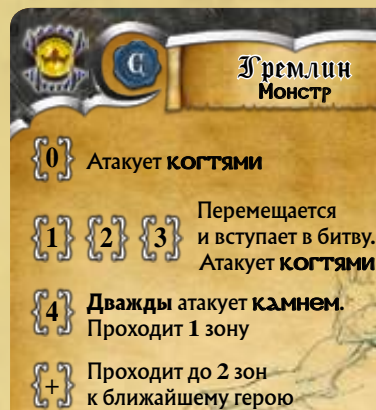 С
Гремлин
Монстр
{0} Атакует когтями
Перемещается
{1} {2} {3} и вступает в битву.
Атакует когтями
{4} Дважды атакует камнем.
Проходит 1 зону
{+} Проходит до 2 зон
к ближайшему герою